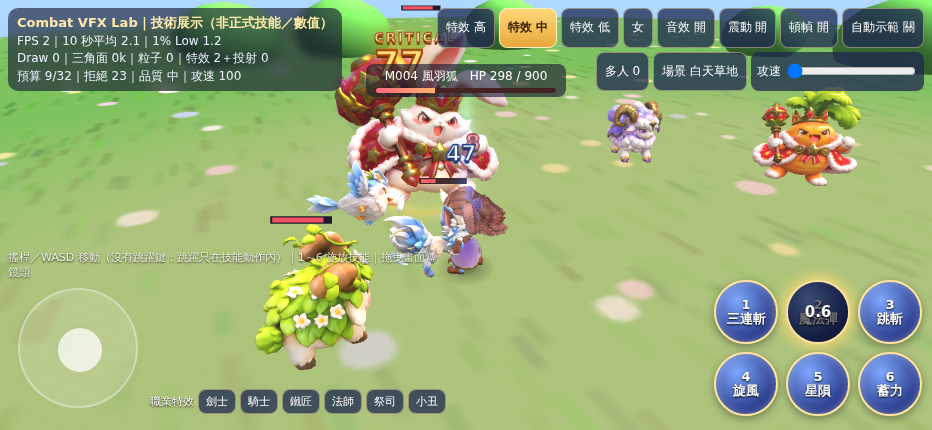 Combat VFX Lab｜技術展示（非正式技能／數值）
FPS 2｜10 秒平均 2.1｜1% Low 1.2
Draw 0｜三角面 0k｜粒子 0｜特效 2＋投射 0
預算 9/32｜拒絕 23｜品質 中｜攻速 100
特效 高
特效 中
特效 低
女
音效 開
震動 開
頓幀 開
自動示範 關
多人 0
場景 白天草地
攻速
CRITICAL
77
M004 風羽狐 HP 298 / 900
47
搖桿／WASD 移動（沒有跳躍鍵；跳躍只在技能動作內）｜1～6 施放技能｜拖曳畫面轉
鏡頭
1
三連斬
2
魔法彈
0.6
3
跳斬
4
旋風
5
星隕
6
蓄力
職業特效
劍士
騎士
鐵匠
法師
祭司
小丑